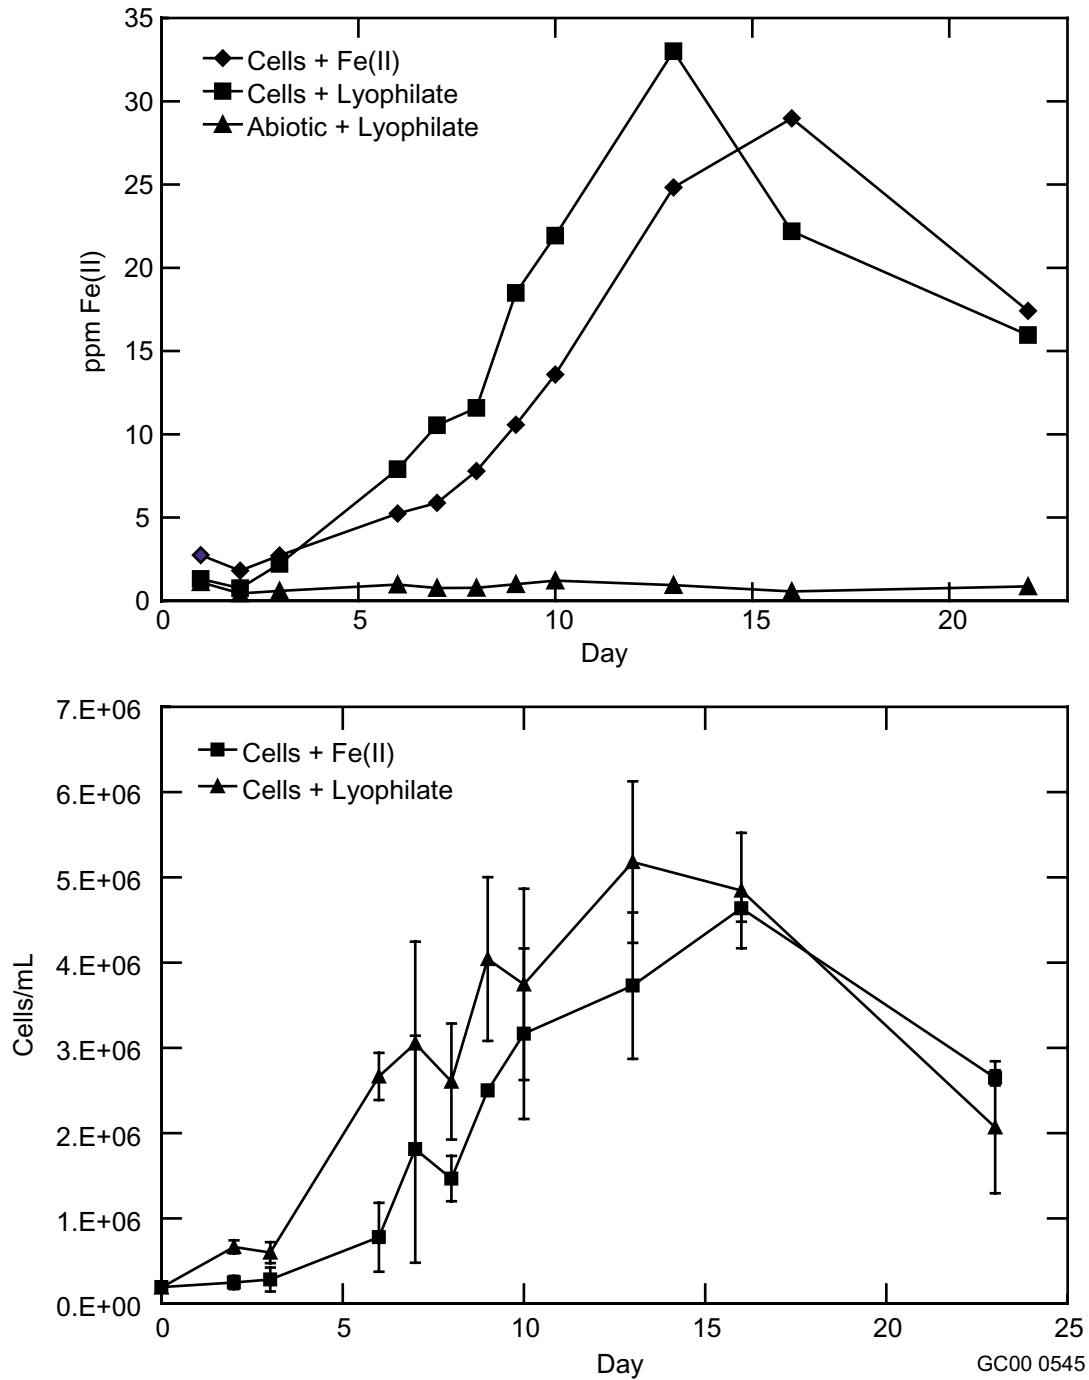 35
30
25
20
15
10
5
0
ppm Fe(II)
Cells + Fe(II)
Cells + Lyophilate
Abiotic + Lyophilate
0 5 10 15 20
Day
7.E+06
6.E+06
5.E+06
4.E+06
3.E+06
2.E+06
1.E+06
0.E+00
Cells/mL
Cells + Fe(II)
Cells + Lyophilate
0 5 10 15 20 25
Day
GC00 0545